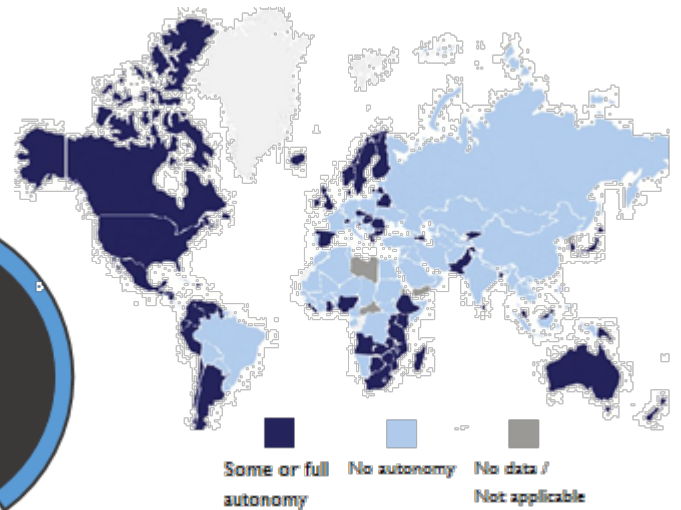 Some or full
autonomy
No autonomy
No data /
Not applicable